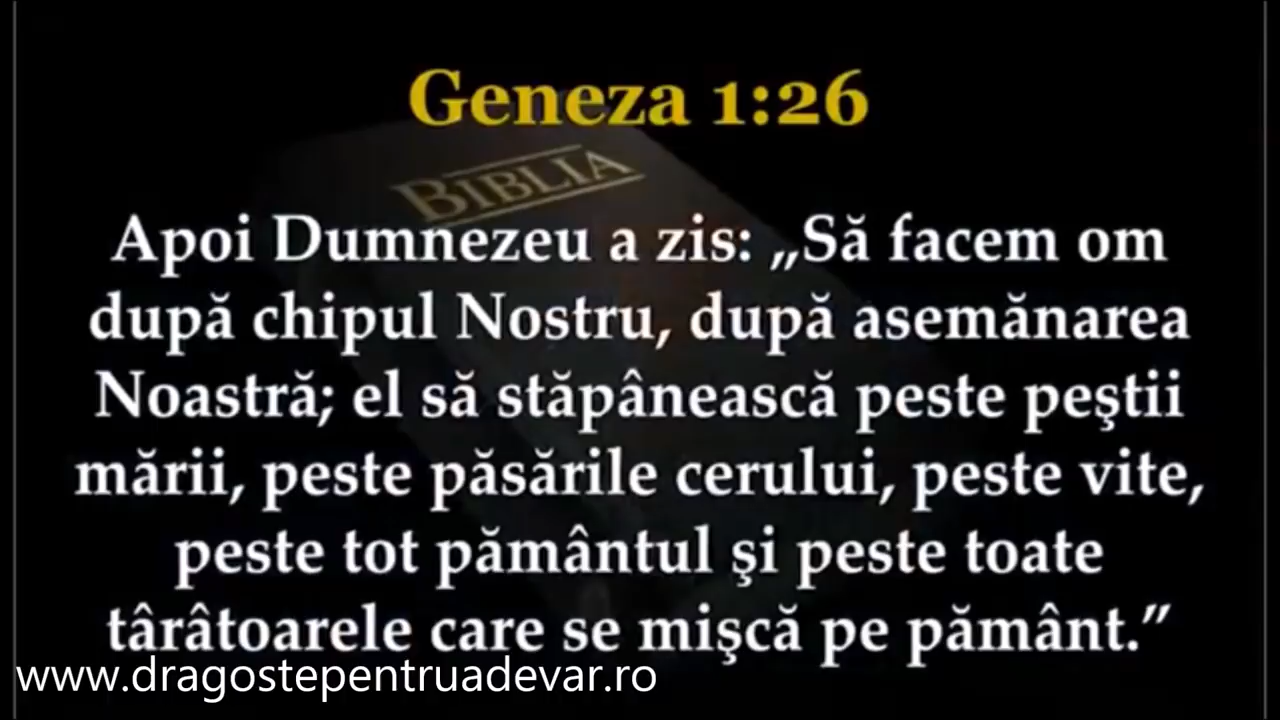 Geneza 1:26
BIBLIA
Apoi Dumnezeu a zis: „Să facem om
după chipul Nostru, după asemănarea
Noastră; el să stăpânească peste peştii
mării, peste păsările cerului, peste vite,
peste tot pământul şi peste toate
târâtoarele care se mişcă pe pământ.”
www.dragostepentruadevar.ro